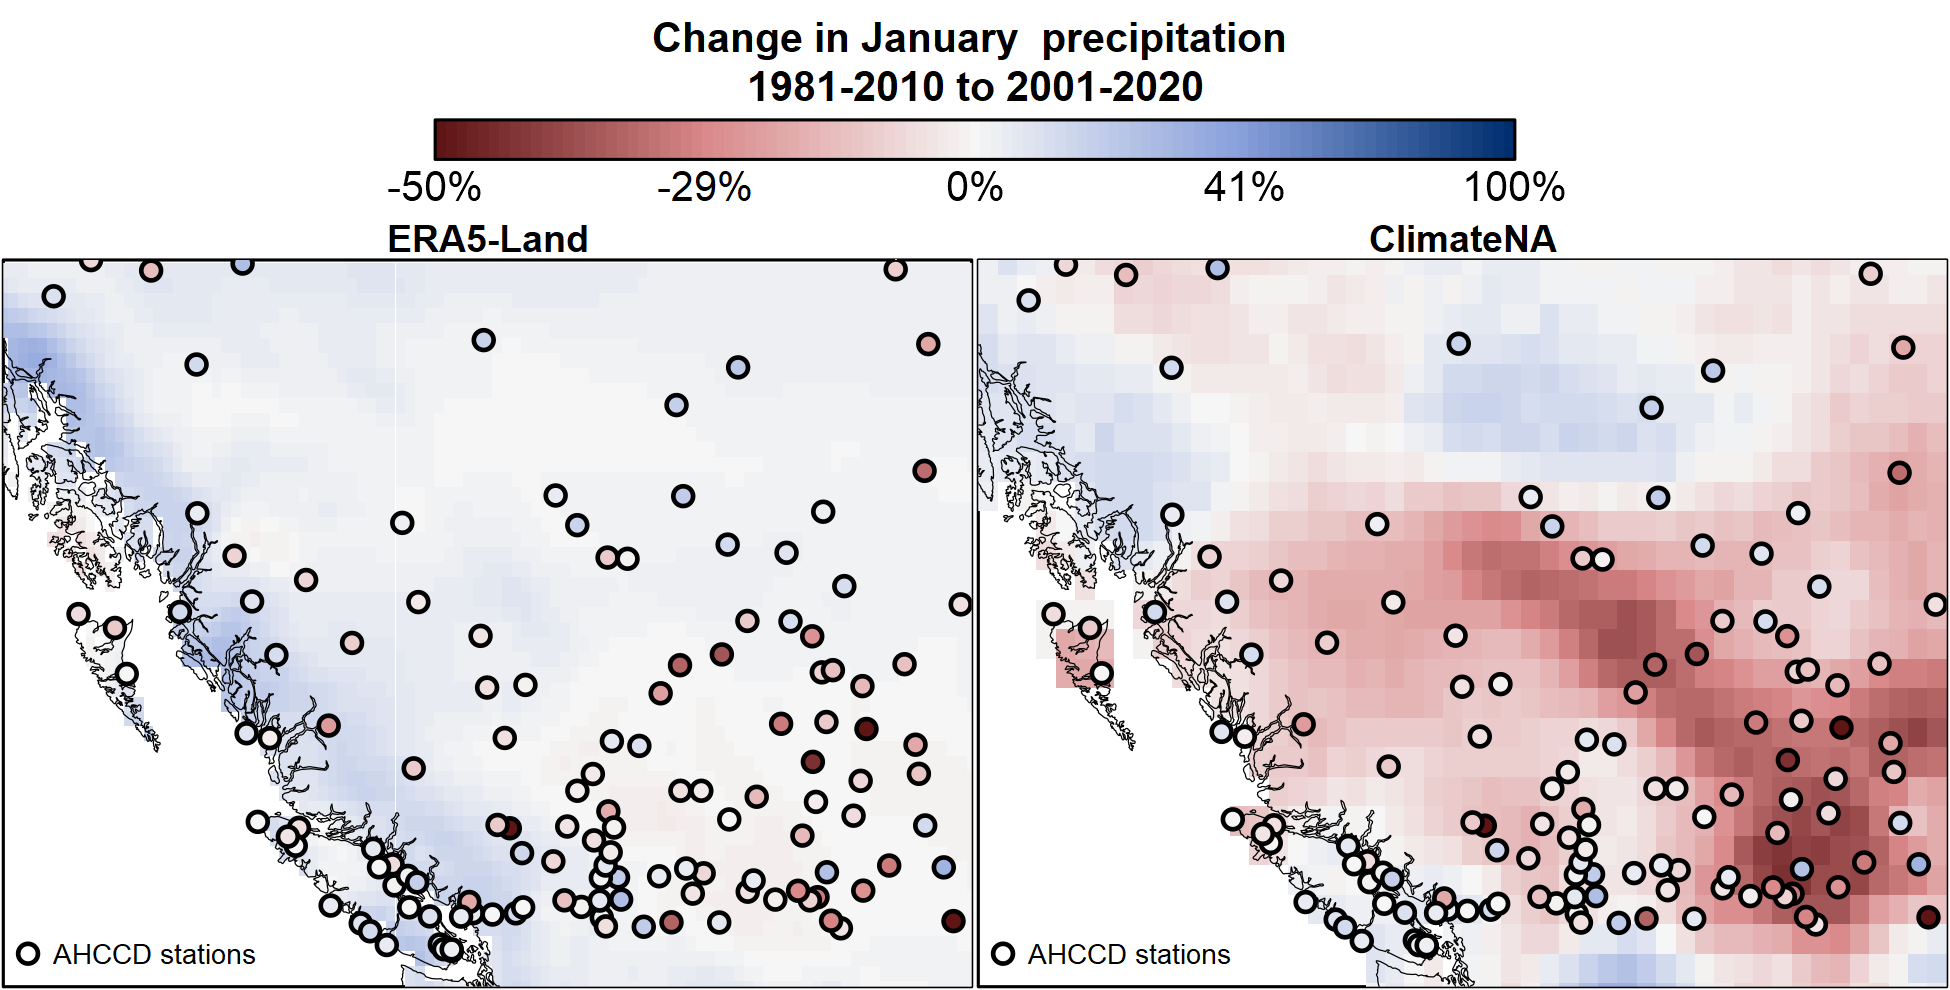 Change in January precipitation
1981-2010 to 2001-2020
-50% -29% 0% 41% 100%
ERA5-Land ClimateNA
AHCCD stations AHCCD stations